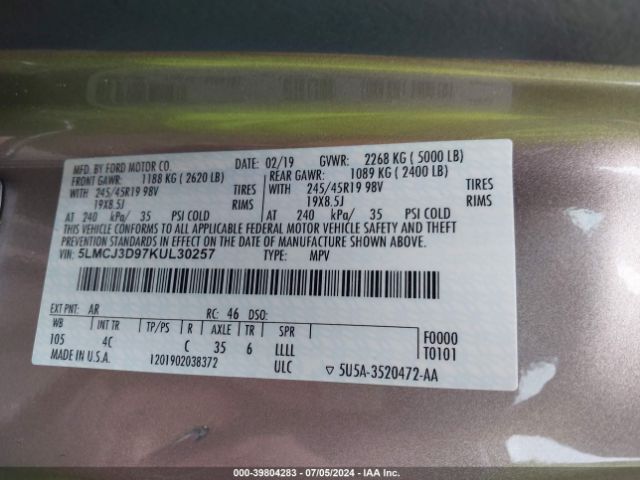 MFD. BY FORD MOTOR CO.
DATE: 02/19 GVWR: 2268 KG ( 5000 LB)
FRONT GAWR: 1188 KG ( 2620 LB) REAR GAWR: 1089 KG ( 2400 LB)
WITH 245/45R19 98V TIRES WITH 245/45R19 98V TIRES
19X8.5J RIMS 19X8.5J RIMS
AT 240 kPa/ 35 PSI COLD AT 240 kPa/ 35 PSI COLD
THIS VEHICLE CONFORMS TO ALL APPLICABLE FEDERAL MOTOR VEHICLE SAFETY AND THEFT
PREVENTION STANDARDS IN EFFECT ON THE DATE OF MANUFACTURE SHOWN ABOVE.
VIN: 5LMCJ3D97KUL30257 TYPE: MPV
EXT PNT: AR RC: 46 DSO:
WB INT TR TP/PS R AXLE TR SPR F0000
105 4C C 35 6 LLLL T0101
MADE IN U.S.A. 1201902038372 ULC ▽ 5U5A-3520472-AA
000-39804283 - 07/05/2024 - IAA Inc.